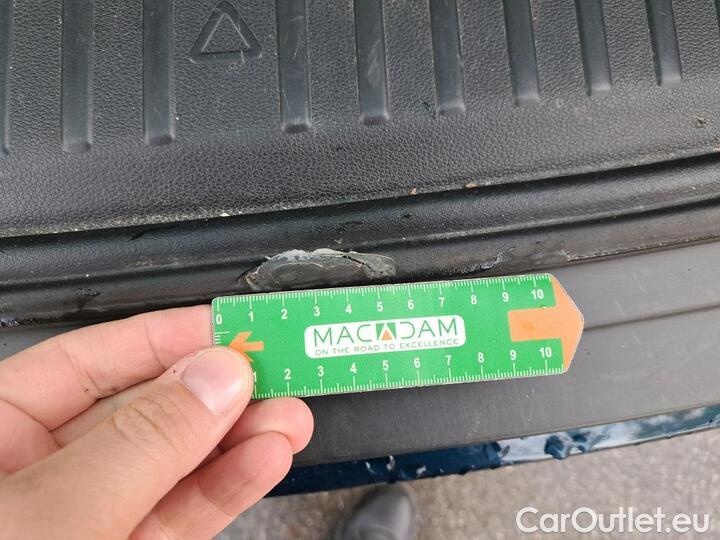 0 1 2 3 4 5 6 7 8 9 10
MACADAM
ON THE ROAD TO EXCELLENCE
1 2 3 4 5 6 7 8 9 10
CarOutlet.eu